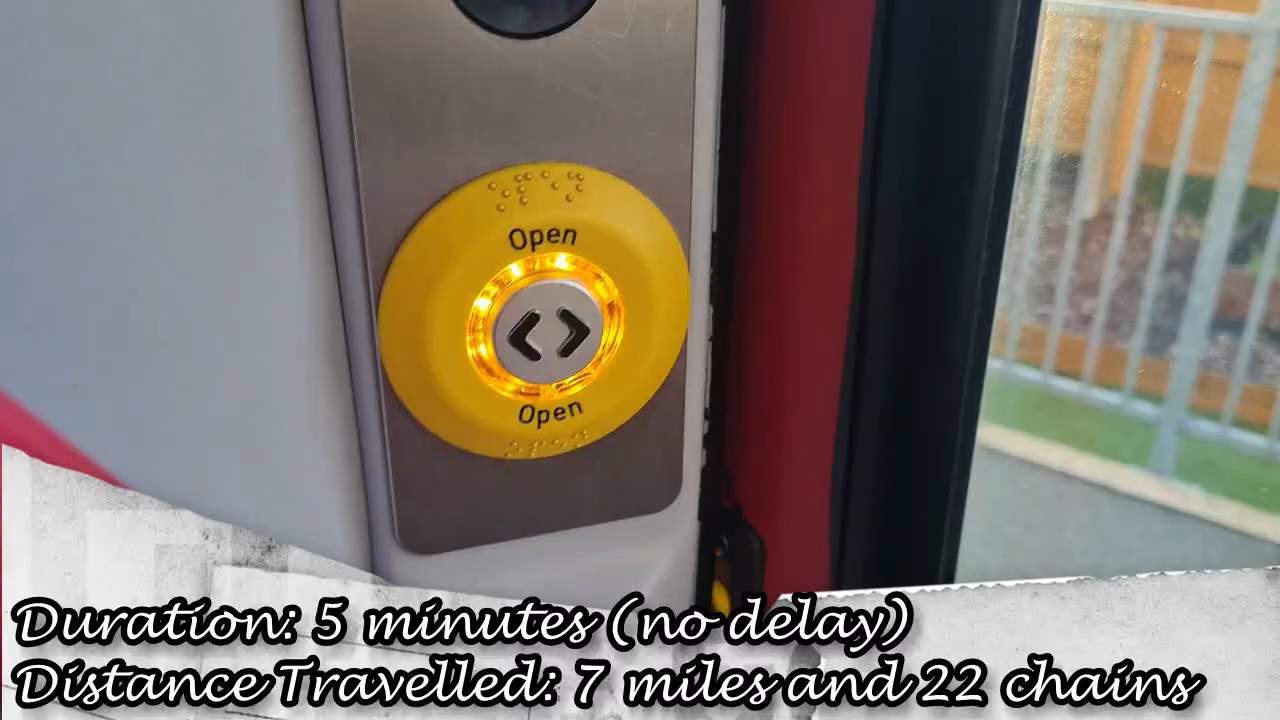 Open
Open
Duration: 5 minutes (no delay)
Distance Travelled: 7 miles and 22 chains